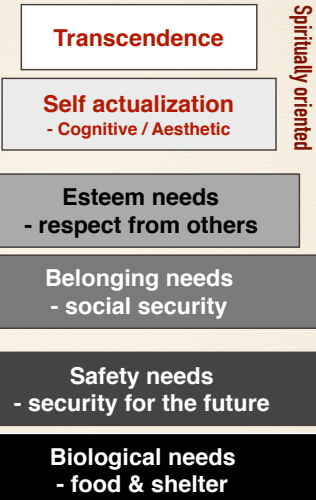 Transcendence
Spiritually oriented
Self actualization
- Cognitive / Aesthetic
Esteem needs
- respect from others
Belonging needs
- social security
Safety needs
- security for the future
Biological needs
- food & shelter